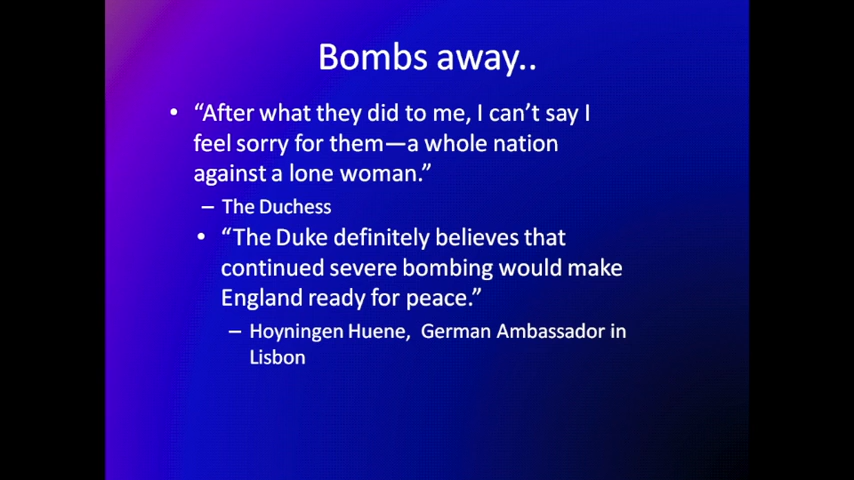 Bombs away..
• “After what they did to me, I can’t say I
feel sorry for them—a whole nation
against a lone woman.”
– The Duchess
• “The Duke definitely believes that
continued severe bombing would make
England ready for peace.”
– Hoyningen Huene,  German Ambassador in
Lisbon